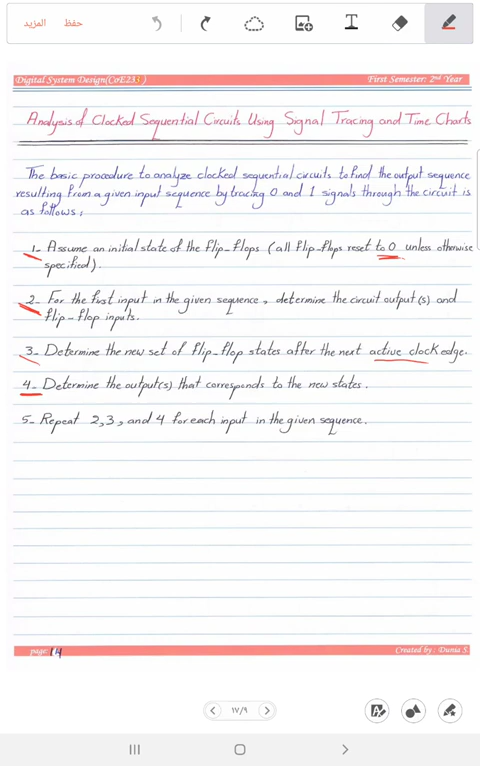 المزيد حفظ
Digital System Design(CoE233) First Semester: 2nd Year
Analysis of Clocked Sequential Circuits Using Signal Tracing and Time Charts
The basic procedure to analyze clocked sequential circuits to find the output sequence
resulting from a given input sequence by tracing 0 and 1 signals through the circuit is
as follows:
1- Assume an initial state of the flip-flops (all flip-flops reset to 0 unless otherwise
specified).
2- For the first input in the given sequence, determine the circuit output(s) and
flip-flop inputs.
3- Determine the new set of flip-flop states after the next active clock edge.
4- Determine the output(s) that corresponds to the new states.
5- Repeat 2,3, and 4 for each input in the given sequence.
page: 14 Created by: Dunia S.
١٧/٩